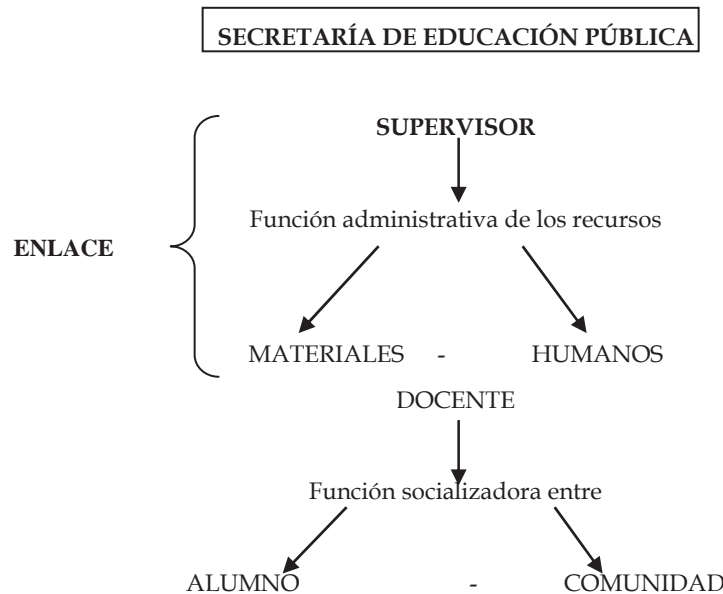 SECRETARÍA DE EDUCACIÓN PÚBLICA
SUPERVISOR
Función administrativa de los recursos
ENLACE
MATERIALES - HUMANOS
DOCENTE
Función socializadora entre
ALUMNO - COMUNIDAD